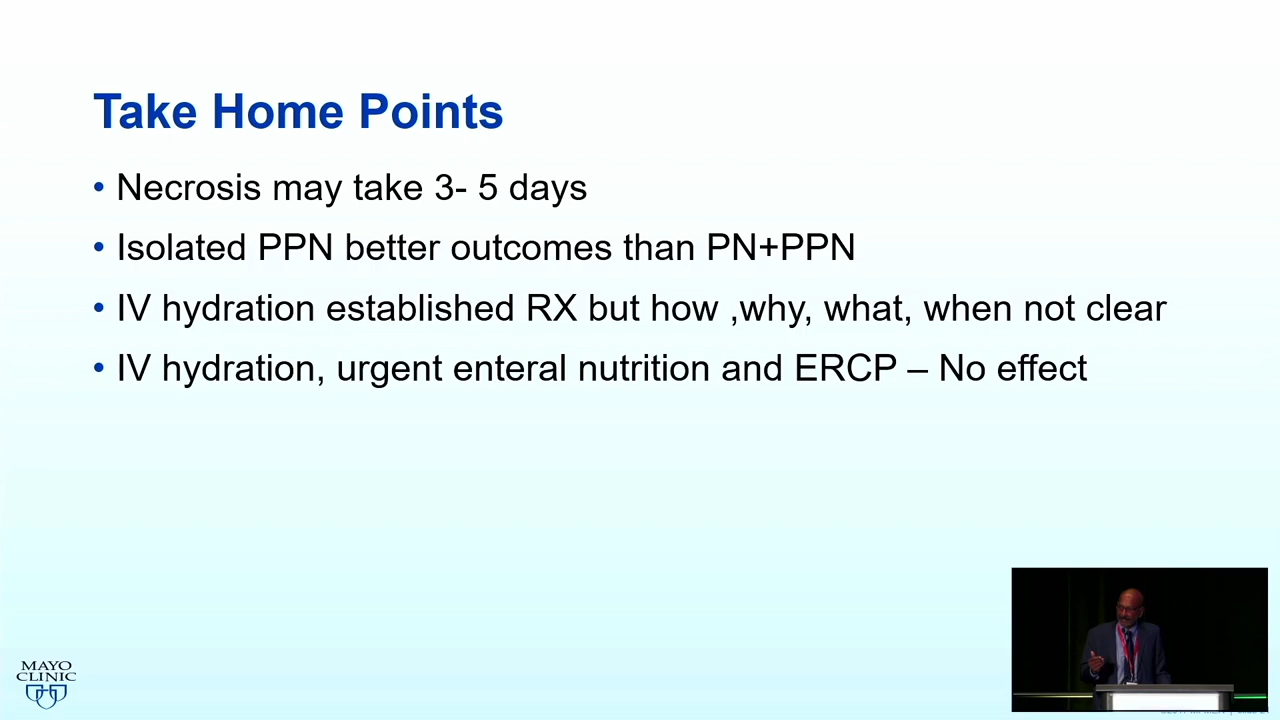 Take Home Points
• Necrosis may take 3- 5 days
• Isolated PPN better outcomes than PN+PPN
• IV hydration established RX but how ,why, what, when not clear
• IV hydration, urgent enteral nutrition and ERCP – No effect
MAYO
CLINIC